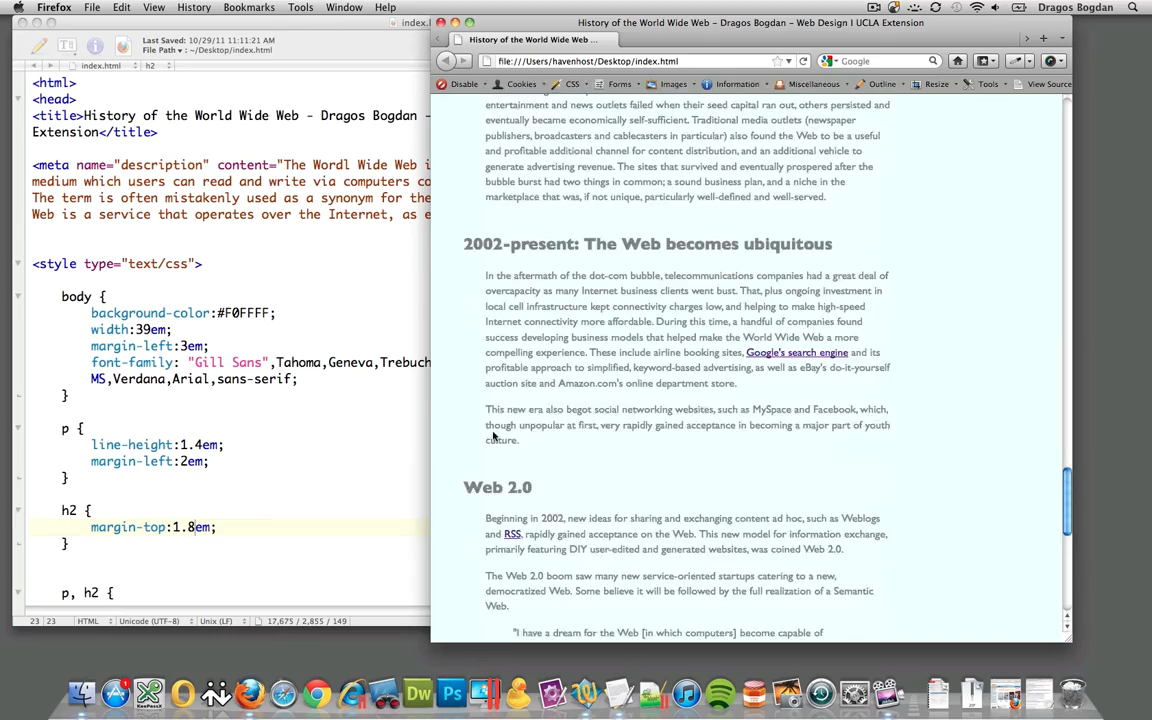 Firefox File Edit View History Bookmarks Tools Window Help
Dragos Bogdan
index.
Last Saved: 10/29/11 11:11:21 AM
File Path ▾: ~/Desktop/index.html
index.html h2
<html>
<head>
<title>History of the World Wide Web - Dragos Bogdan -
Extension</title>
<meta name="description" content="The Wordl Wide Web i
medium which users can read and write via computers co
The term is often mistakenly used as a synonym for the
Web is a service that operates over the Internet, as e
<style type="text/css">
body {
background-color:#F0FFFF;
width:39em;
margin-left:3em;
font-family: "Gill Sans",Tahoma,Geneva,Trebuc
MS,Verdana,Arial,sans-serif;
}
p {
line-height:1.4em;
margin-left:2em;
}
h2 {
margin-top:1.8em;
}
p, h2 {
23 23 HTML Unicode (UTF-8) Unix (LF) 17,675 / 2,855 / 149
History of the World Wide Web - Dragos Bogdan - Web Design I UCLA Extension
History of the World Wide Web ...
file:///Users/havenhost/Desktop/index.html
Google
Disable Cookies CSS Forms Images Information Miscellaneous Outline Resize Tools View Source
entertainment and news outlets failed when their seed capital ran out, others persisted and
eventually became economically self-sufficient. Traditional media outlets (newspaper
publishers, broadcasters and cablecasters in particular) also found the Web to be a useful
and profitable additional channel for content distribution, and an additional vehicle to
generate advertising revenue. The sites that survived and eventually prospered after the
bubble burst had two things in common; a sound business plan, and a niche in the
marketplace that was, if not unique, particularly well-defined and well-served.
2002-present: The Web becomes ubiquitous
In the aftermath of the dot-com bubble, telecommunications companies had a great deal of
overcapacity as many Internet business clients went bust. That, plus ongoing investment in
local cell infrastructure kept connectivity charges low, and helping to make high-speed
Internet connectivity more affordable. During this time, a handful of companies found
success developing business models that helped make the World Wide Web a more
compelling experience. These include airline booking sites, Google's search engine and its
profitable approach to simplified, keyword-based advertising, as well as eBay's do-it-yourself
auction site and Amazon.com's online department store.
This new era also begot social networking websites, such as MySpace and Facebook, which,
though unpopular at first, very rapidly gained acceptance in becoming a major part of youth
culture.
Web 2.0
Beginning in 2002, new ideas for sharing and exchanging content ad hoc, such as Weblogs
and RSS, rapidly gained acceptance on the Web. This new model for information exchange,
primarily featuring DIY user-edited and generated websites, was coined Web 2.0.
The Web 2.0 boom saw many new service-oriented startups catering to a new,
democratized Web. Some believe it will be followed by the full realization of a Semantic
Web.
"I have a dream for the Web [in which computers] become capable of
Dw Ps